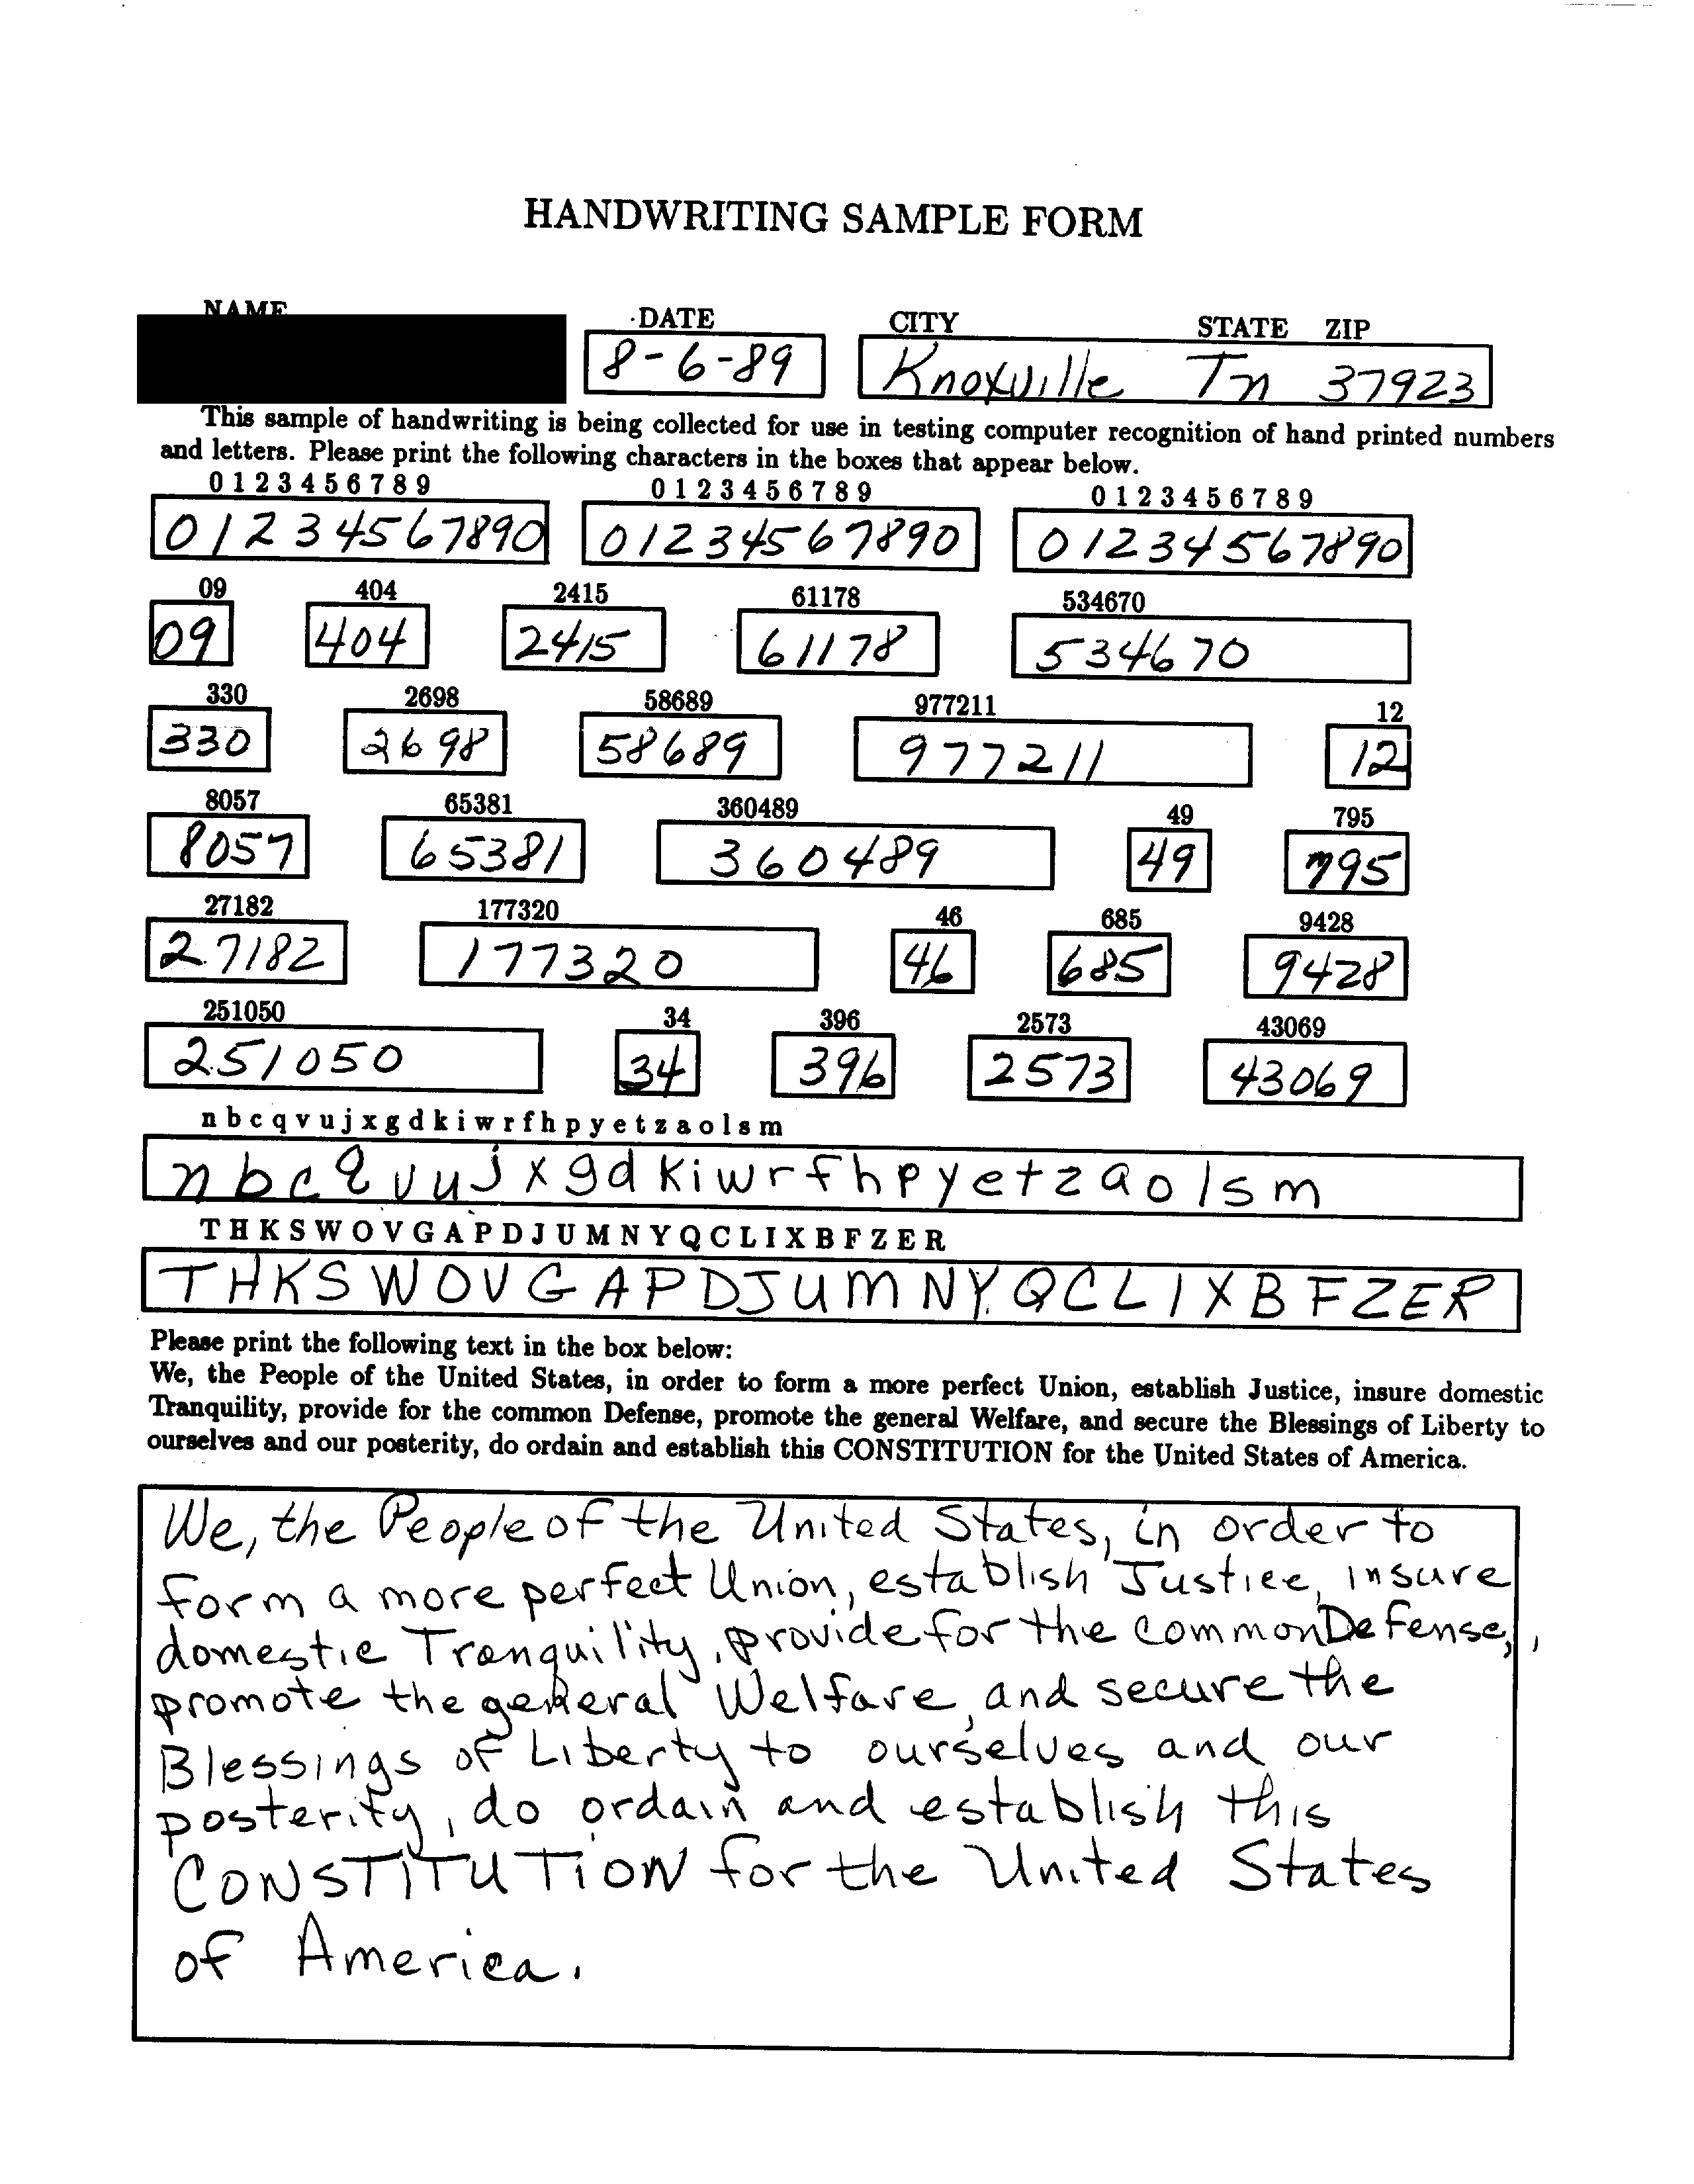 HANDWRITING SAMPLE FORM
NAME DATE CITY STATE ZIP
8-6-89 Knoxville Tn 37923
This sample of handwriting is being collected for use in testing computer recognition of hand printed numbers
and letters. Please print the following characters in the boxes that appear below.
0 1 2 3 4 5 6 7 8 9 0 1 2 3 4 5 6 7 8 9 0 1 2 3 4 5 6 7 8 9
01234567890 01234567890 01234567890
09 404 2415 61178 534670
09 404 2415 61178 534670
330 2698 58689 977211 12
330 2698 58689 977211 12
8057 65381 360489 49 795
8057 65381 360489 49 795
27182 177320 46 685 9428
27182 177320 46 685 9428
251050 34 396 2573 43069
251050 34 396 2573 43069
n b c q v u j x g d k i w r f h p y e t z a o l s m
n b c q v u j x g d k i w r f h p y e t z a o l s m
T H K S W O V G A P D J U M N Y Q C L I X B F Z E R
T H K S W O V G A P D J U M N Y Q C L I X B F Z E R
Please print the following text in the box below:
We, the People of the United States, in order to form a more perfect Union, establish Justice, insure domestic
Tranquility, provide for the common Defense, promote the general Welfare, and secure the Blessings of Liberty to
ourselves and our posterity, do ordain and establish this CONSTITUTION for the United States of America.
We, the People of the United States, in order to
form a more perfect Union, establish Justice, insure
domestic Tranquility, provide for the common Defense,,
promote the general Welfare, and secure the
Blessings of Liberty to ourselves and our
posterity, do ordain and establish this
CONSTITUTION for the United States
of America.